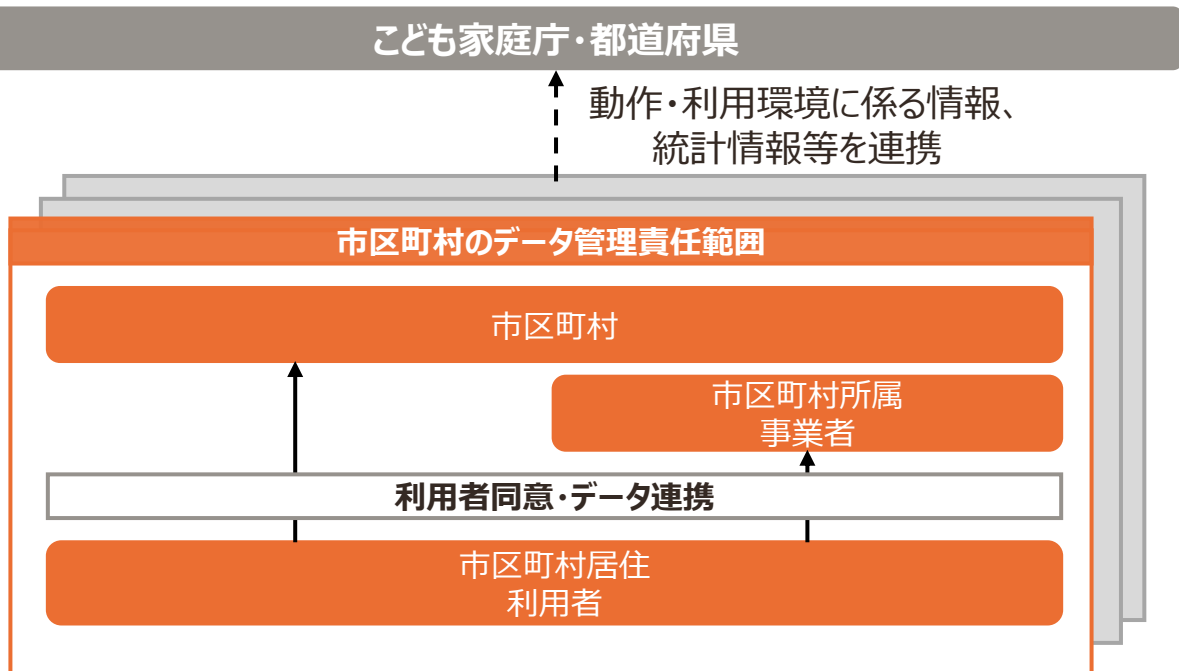 こども家庭庁・都道府県
動作・利用環境に係る情報、
統計情報等を連携
市区町村のデータ管理責任範囲
市区町村
市区町村所属
事業者
利用者同意・データ連携
市区町村居住
利用者